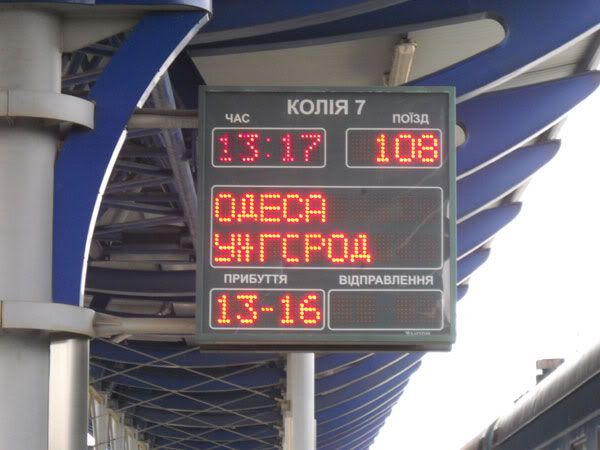 КОЛІЯ 7
ЧАС ПОЇЗД
13:17 108
ОДЕСА
УЖГОРОД
ПРИБУТТЯ ВІДПРАВЛЕННЯ
13-16